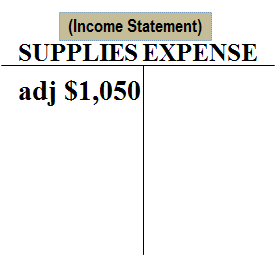 (Income Statement)
SUPPLIES EXPENSE
adj $1,050